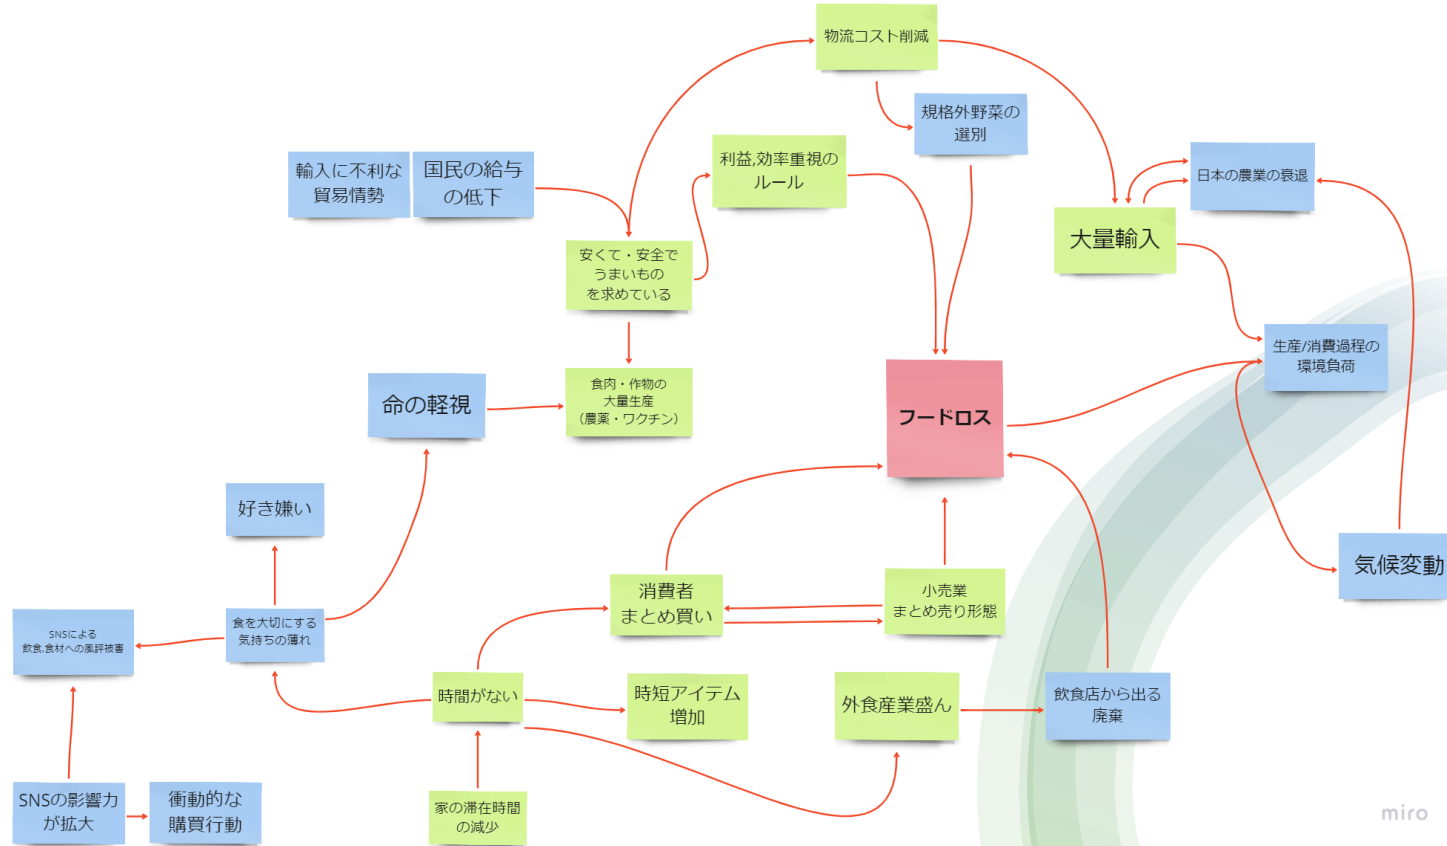 物流コスト削減
規格外野菜の
選別
利益,効率重視の
ルール
輸入に不利な
貿易情勢
国民の給与
の低下
日本の農業の衰退
大量輸入
安くて・安全で
うまいもの
を求めている
生産/消費過程の
環境負荷
食肉・作物の
大量生産
（農薬・ワクチン）
命の軽視
フードロス
好き嫌い
気候変動
消費者
まとめ買い
小売業
まとめ売り形態
食を大切にする
気持ちの薄れ
SNSによる
飲食,食材への風評被害
時間がない
時短アイテム
増加
外食産業盛ん
飲食店から出る
廃棄
SNSの影響力
が拡大
衝動的な
購買行動
家の滞在時間
の減少
miro